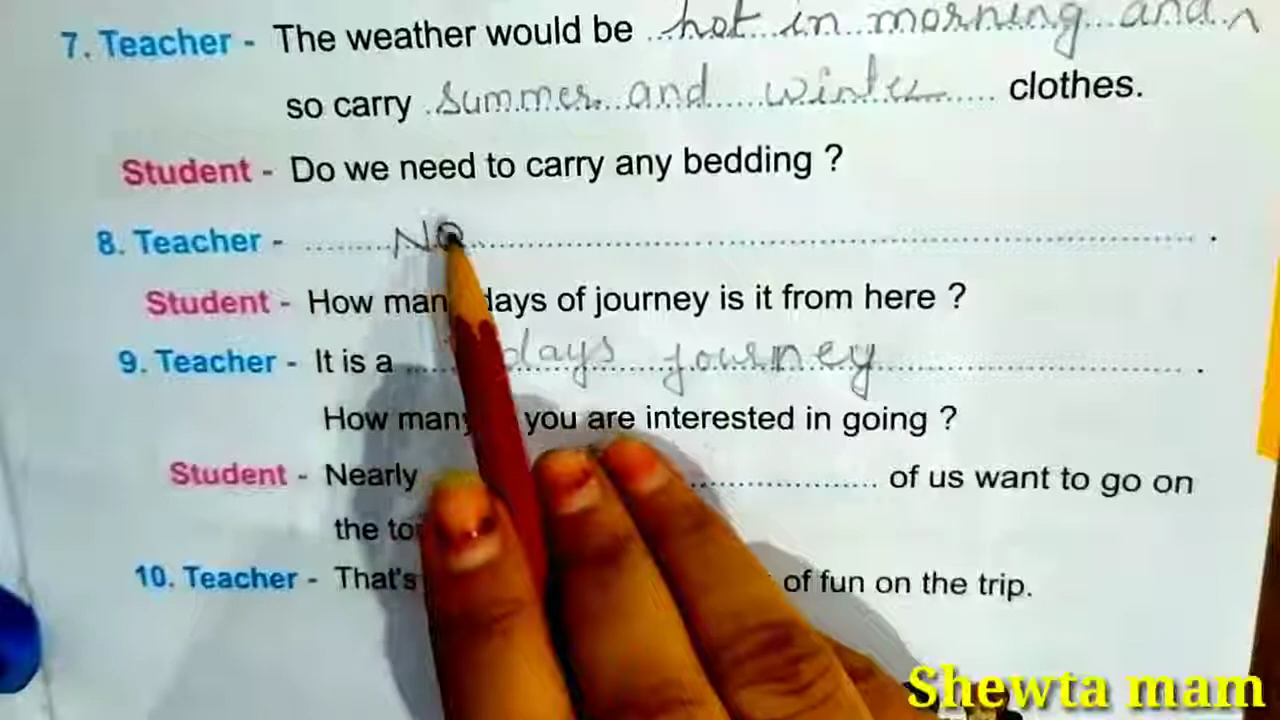 7. Teacher - The weather would be hot in morning and
so carry summer and winter clothes.
Student - Do we need to carry any bedding ?
8. Teacher - NO .
Student - How many days of journey is it from here ?
9. Teacher - It is a days journey .
How many you are interested in going ?
Student - Nearly of us want to go on
the
10. Teacher - That's of fun on the trip.
Shewta mam